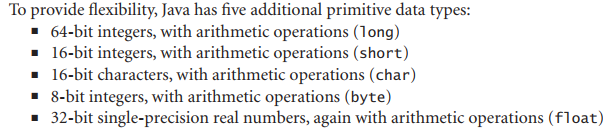 To provide flexibility, Java has five additional primitive data types:
■ 64-bit integers, with arithmetic operations (long)
■ 16-bit integers, with arithmetic operations (short)
■ 16-bit characters, with arithmetic operations (char)
■ 8-bit integers, with arithmetic operations (byte)
■ 32-bit single-precision real numbers, again with arithmetic operations (float)